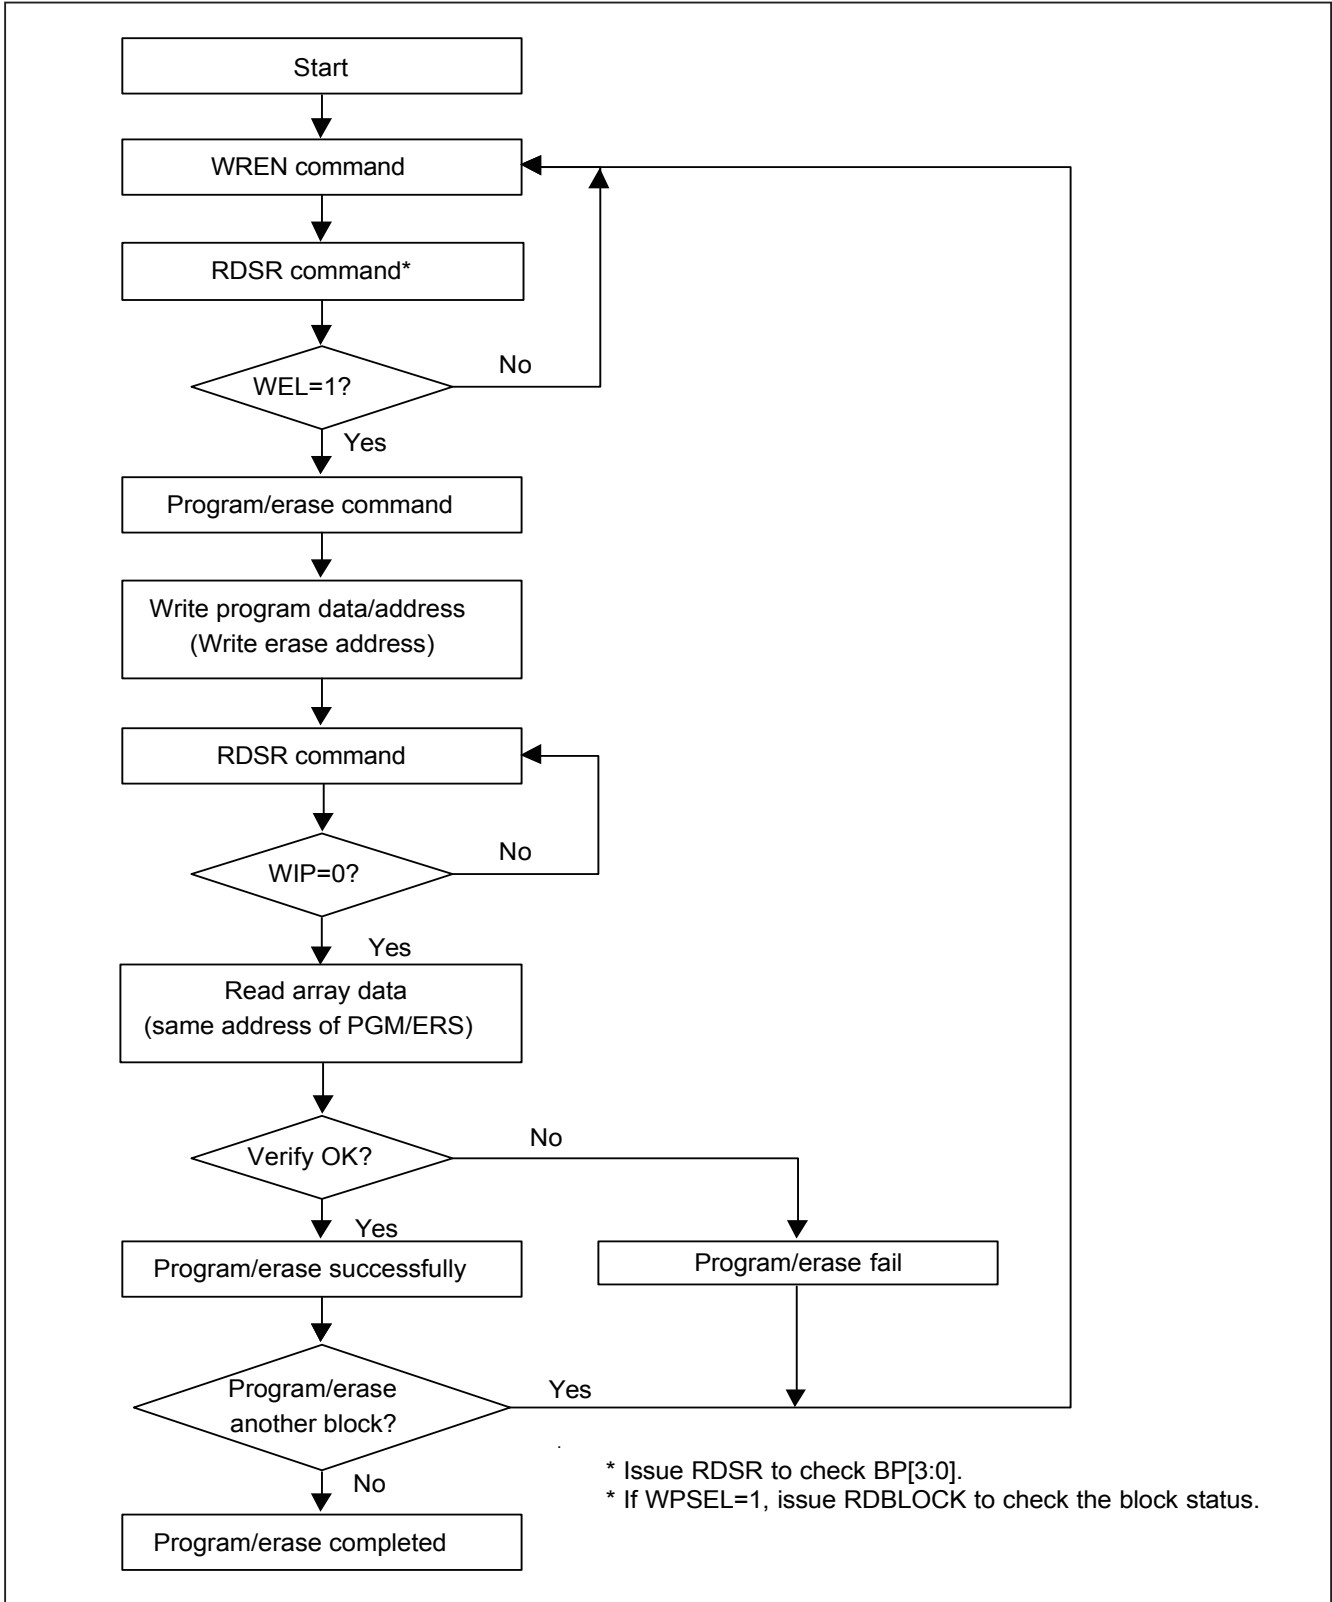 Start
WREN command
RDSR command*
WEL=1?
No
Yes
Program/erase command
Write program data/address
(Write erase address)
RDSR command
WIP=0?
No
Yes
Read array data
(same address of PGM/ERS)
Verify OK?
No
Yes
Program/erase successfully
Program/erase fail
Program/erase
another block?
Yes
No
* Issue RDSR to check BP[3:0].
* If WPSEL=1, issue RDBLOCK to check the block status.
Program/erase completed